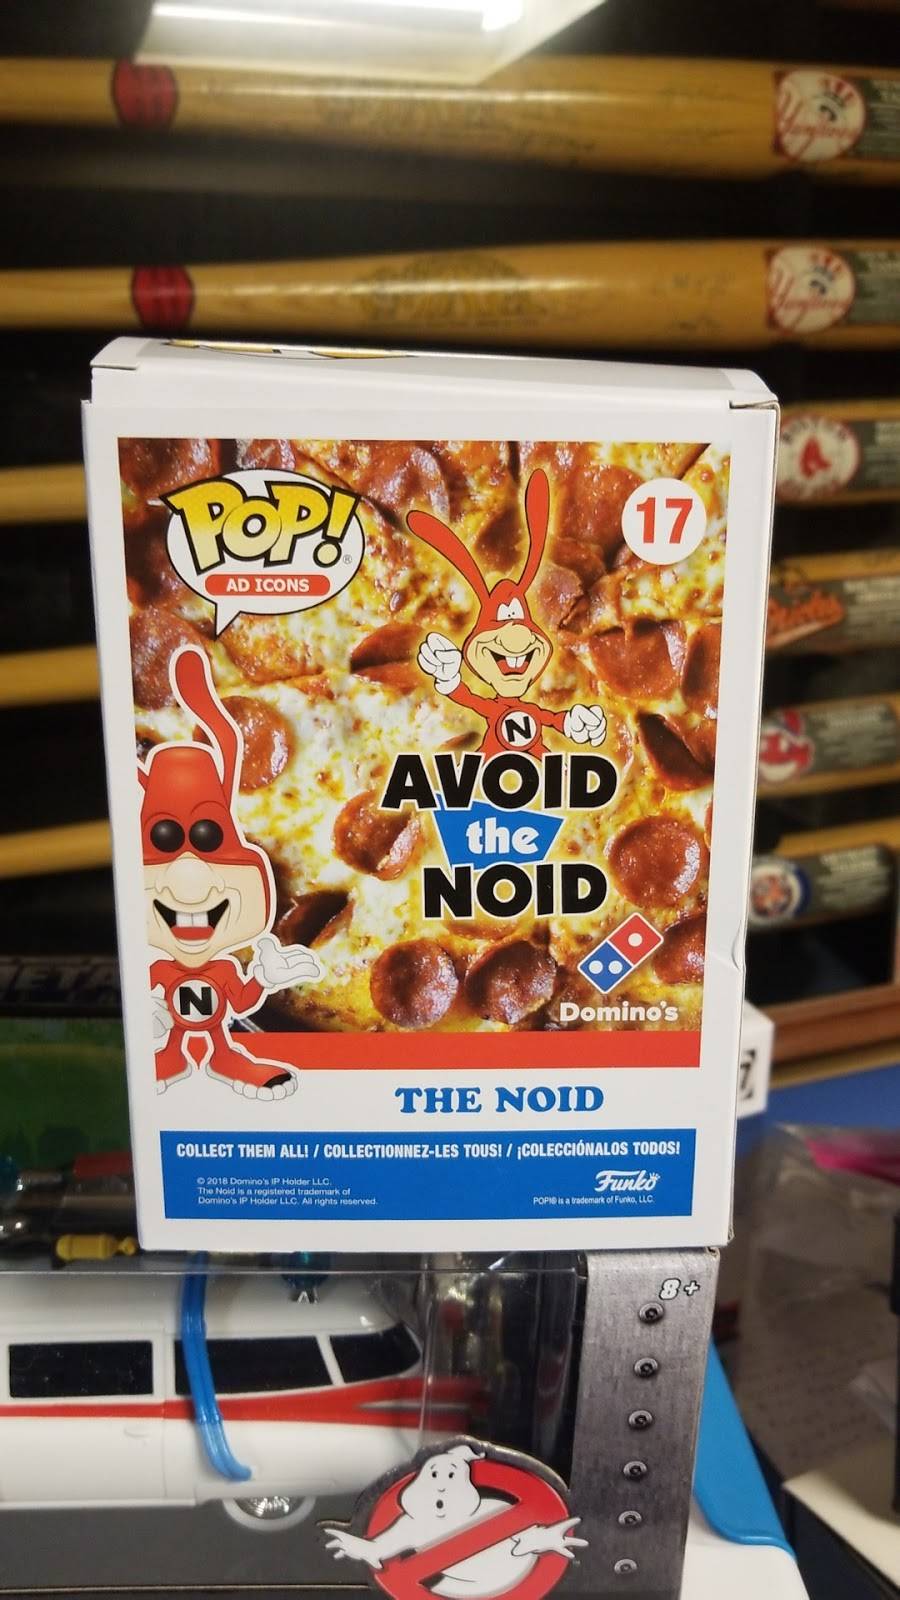 Yankees
Yankees
POP!®
AD ICONS
17
N
AVOID
the
NOID
N
Domino's
THE NOID
COLLECT THEM ALL! / COLLECTIONNEZ-LES TOUS! / ¡COLECCIÓNALOS TODOS!
© 2018 Domino's IP Holder LLC.
The Noid is a registered trademark of
Domino's IP Holder LLC. All rights reserved.
Funko
POP!® is a trademark of Funko, LLC.
8+